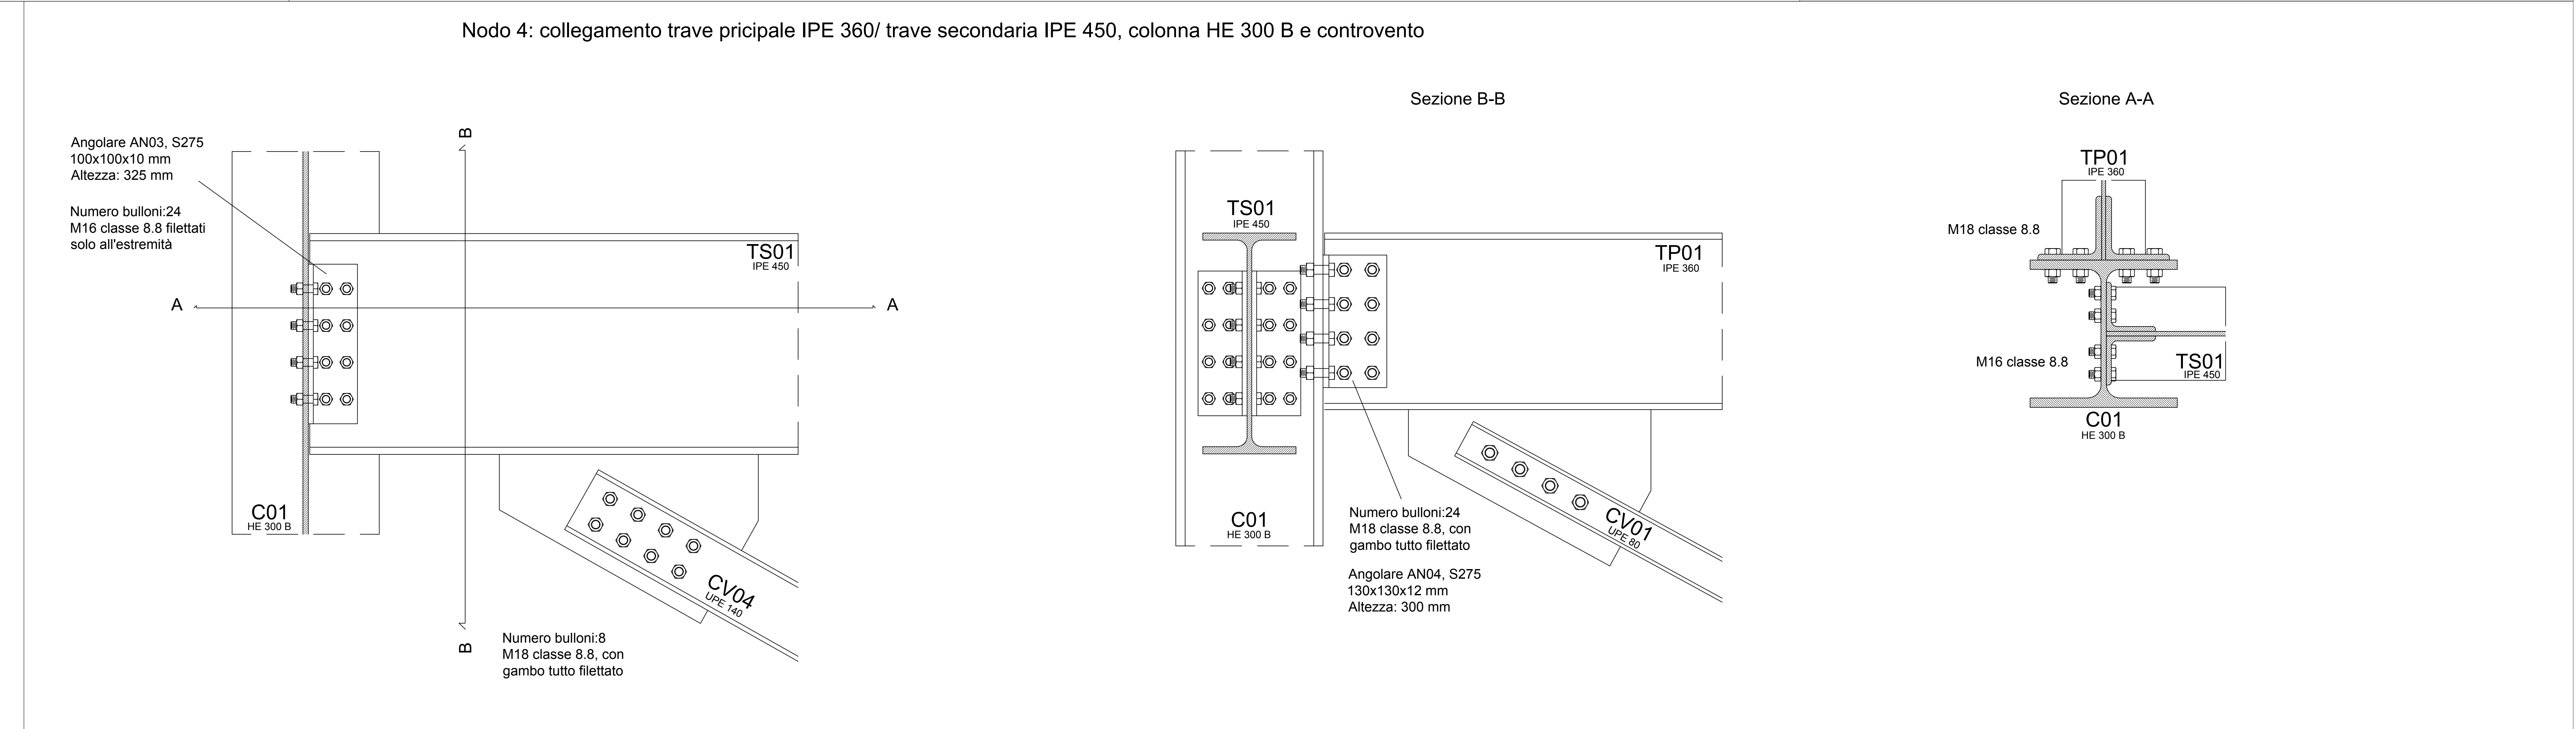 Nodo 4: collegamento trave pricipale IPE 360/ trave secondaria IPE 450, colonna HE 300 B e controvento
B
Angolare AN03, S275
100x100x10 mm
Altezza: 325 mm
Numero bulloni:24
M16 classe 8.8 filettati
solo all'estremità
TS01
IPE 450
A
A
C01
HE 300 B
CV04
UPE 140
B
Numero bulloni:8
M18 classe 8.8, con
gambo tutto filettato
Sezione B-B
TS01
IPE 450
TP01
IPE 360
C01
HE 300 B
CV01
UPE 80
Numero bulloni:24
M18 classe 8.8, con
gambo tutto filettato
Angolare AN04, S275
130x130x12 mm
Altezza: 300 mm
Sezione A-A
TP01
IPE 360
M18 classe 8.8
M16 classe 8.8
TS01
IPE 450
C01
HE 300 B